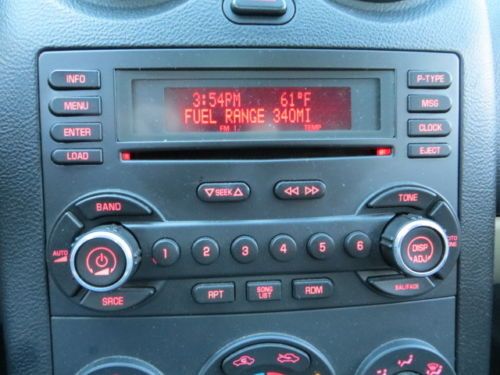 INFO
P-TYPE
3:54PM 61°F
MENU
MSG
FUEL RANGE 340MI
FM 1 TEMP
ENTER
CLOCK
LOAD
EJECT
SEEK
BAND
TONE
AUTO
1 2 3 4 5 6
DISP
ADJ
SRCE
RPT
SONG
LIST
RDM
BAL/FADE